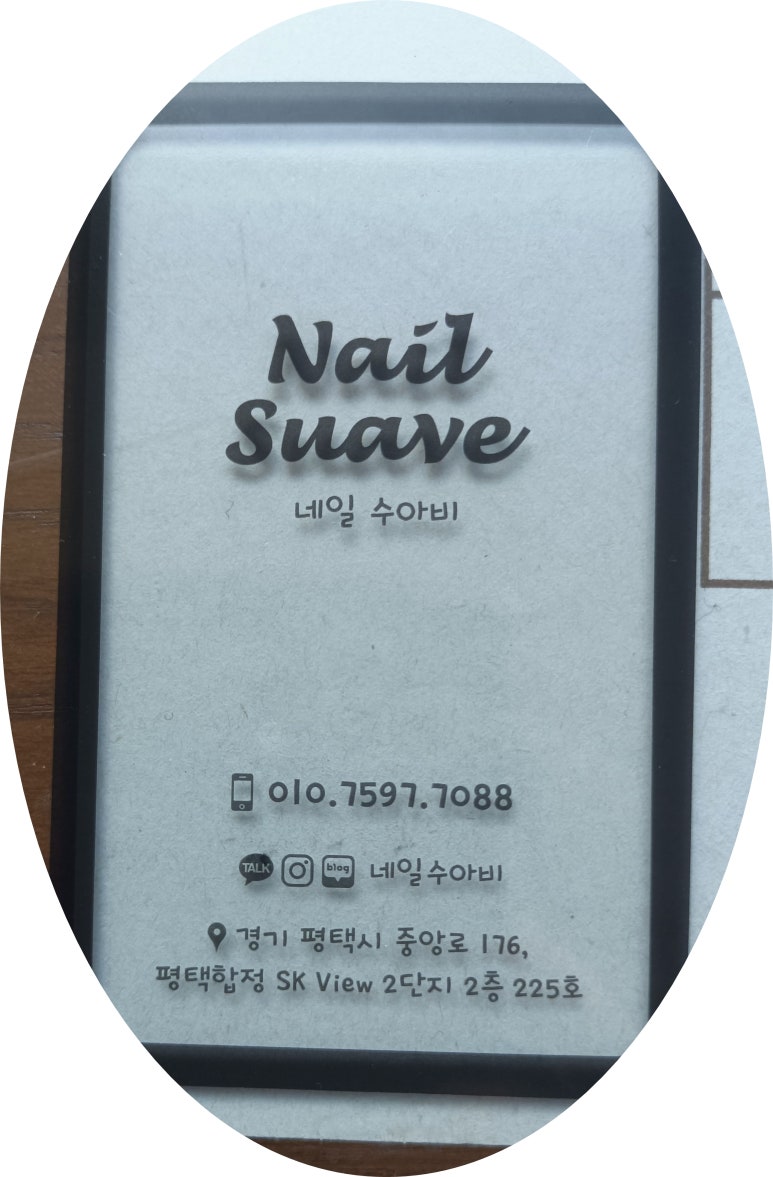 Nail
Suave
네일 수아비
010.7597.7088
TALK blog 네일수아비
경기 평택시 중앙로 176,
평택합정 SK View 2단지 2층 225호